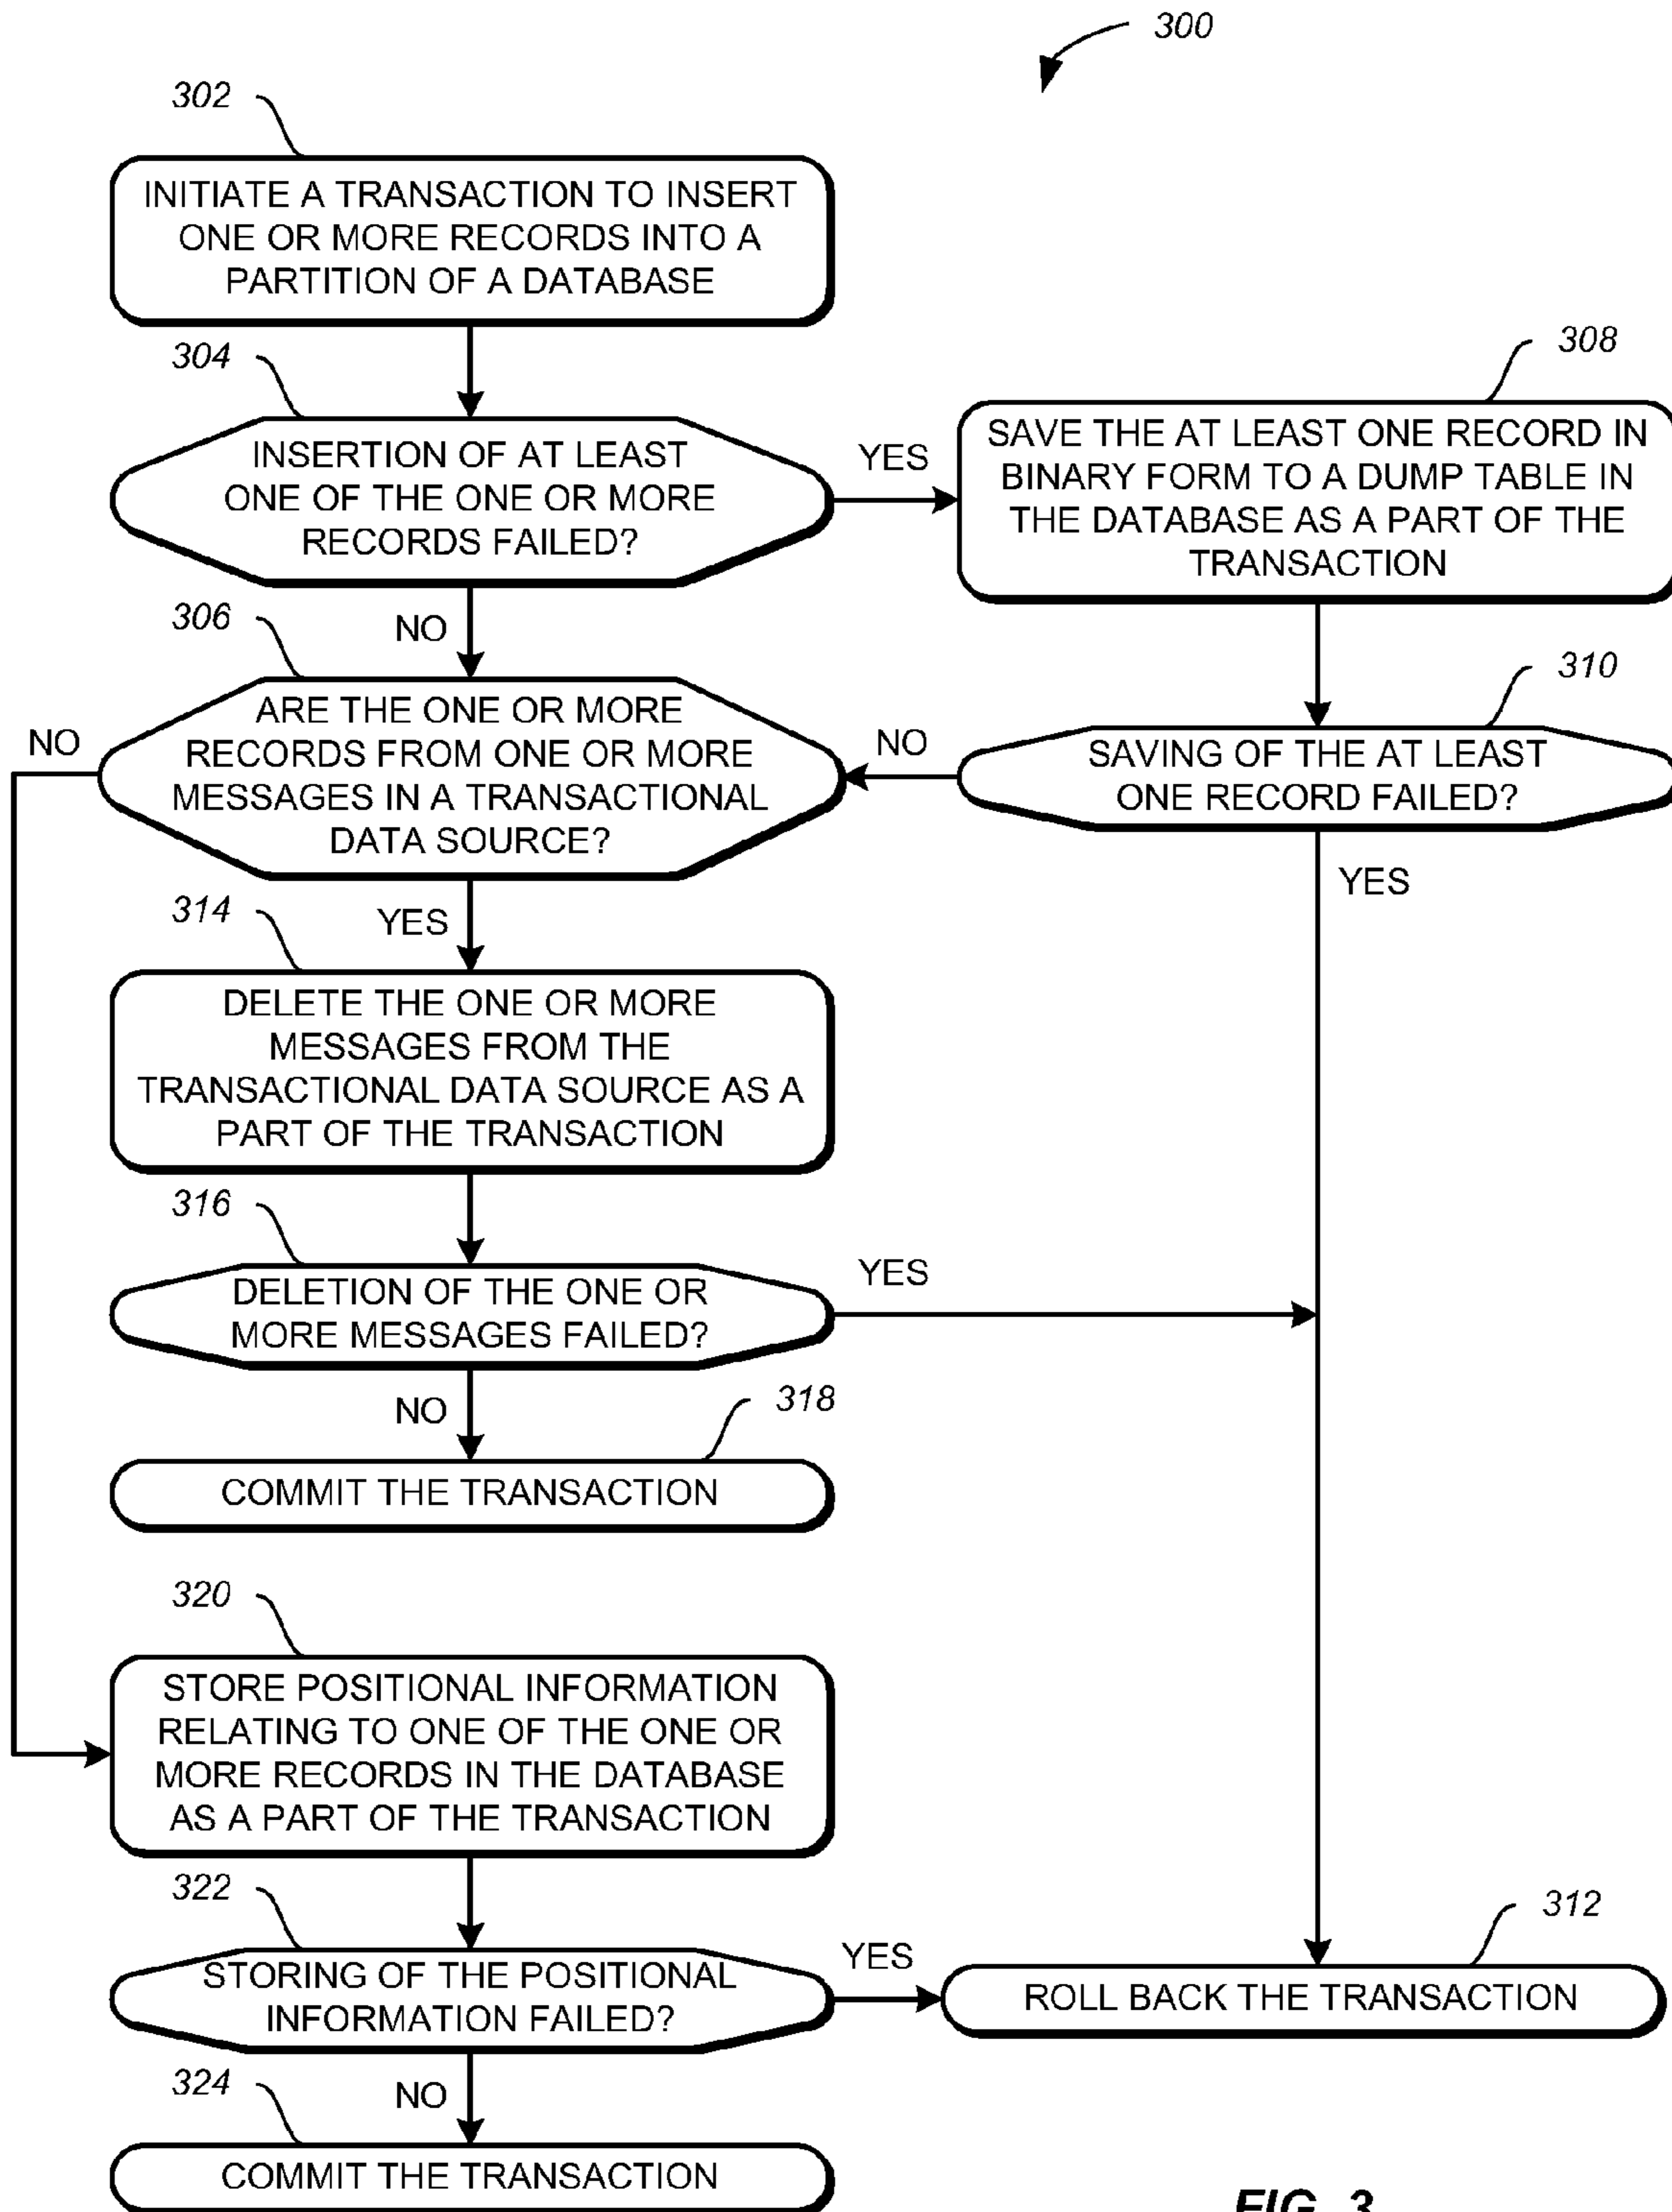 300
302
INITIATE A TRANSACTION TO INSERT
ONE OR MORE RECORDS INTO A
PARTITION OF A DATABASE
304
INSERTION OF AT LEAST
ONE OF THE ONE OR MORE
RECORDS FAILED?
YES
308
SAVE THE AT LEAST ONE RECORD IN
BINARY FORM TO A DUMP TABLE IN
THE DATABASE AS A PART OF THE
TRANSACTION
NO
306
ARE THE ONE OR MORE
RECORDS FROM ONE OR MORE
MESSAGES IN A TRANSACTIONAL
DATA SOURCE?
NO
NO
310
SAVING OF THE AT LEAST
ONE RECORD FAILED?
YES
YES
314
DELETE THE ONE OR MORE
MESSAGES FROM THE
TRANSACTIONAL DATA SOURCE AS A
PART OF THE TRANSACTION
316
DELETION OF THE ONE OR
MORE MESSAGES FAILED?
YES
NO
318
COMMIT THE TRANSACTION
320
STORE POSITIONAL INFORMATION
RELATING TO ONE OF THE ONE OR
MORE RECORDS IN THE DATABASE
AS A PART OF THE TRANSACTION
322
STORING OF THE POSITIONAL
INFORMATION FAILED?
YES
312
ROLL BACK THE TRANSACTION
NO
324
COMMIT THE TRANSACTION
FIG. 3